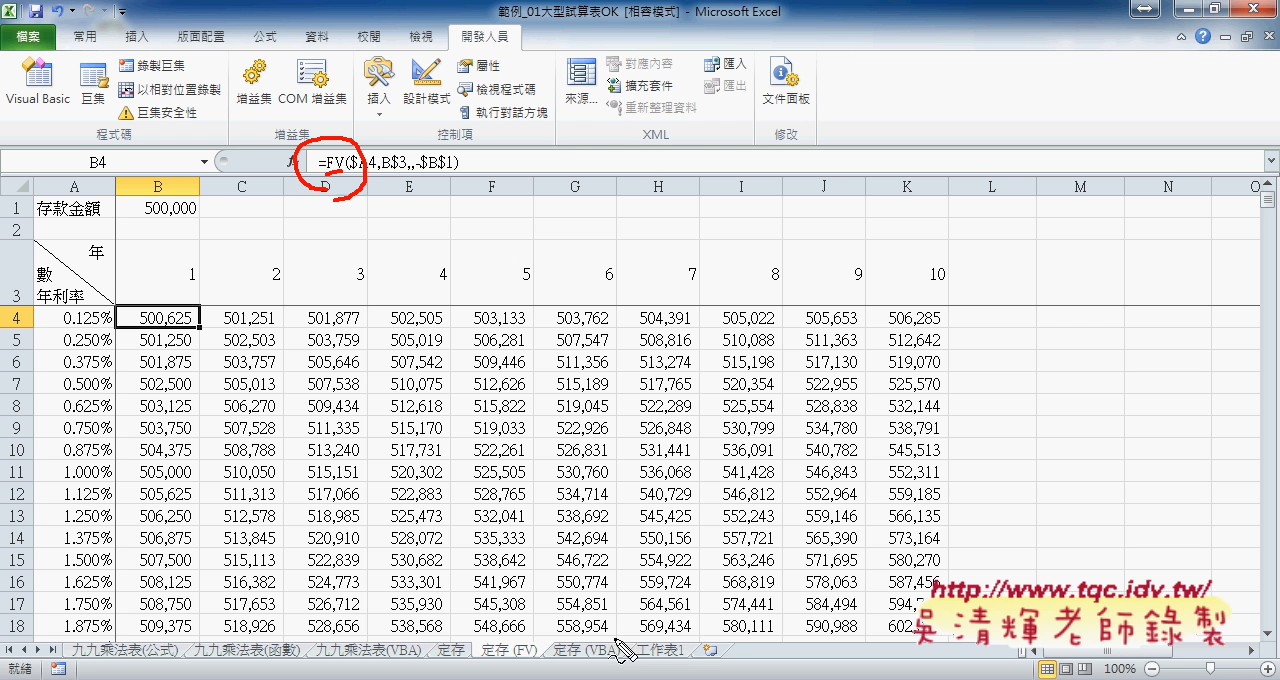 範例_01大型試算表OK [相容模式] - Microsoft Excel
檔案 常用 插入 版面配置 公式 資料 校閱 檢視 開發人員
Visual Basic 巨集 錄製巨集 以相對位置錄製 巨集安全性
增益集 COM 增益集
插入 設計模式 屬性 檢視程式碼 執行對話方塊
來源... 對應內容 擴充套件 重新整理資料 匯入 匯出
文件面板
程式碼 增益集 控制項 XML 修改
B4 =FV($A4,B$3,,-$B$1)
A B C D E F G H I J K L M N O
1 存款金額 500,000
2
年
數
3 年利率 1 2 3 4 5 6 7 8 9 10
4 0.125% 500,625 501,251 501,877 502,505 503,133 503,762 504,391 505,022 505,653 506,285
5 0.250% 501,250 502,503 503,759 505,019 506,281 507,547 508,816 510,088 511,363 512,642
6 0.375% 501,875 503,757 505,646 507,542 509,446 511,356 513,274 515,198 517,130 519,070
7 0.500% 502,500 505,013 507,538 510,075 512,626 515,189 517,765 520,354 522,955 525,570
8 0.625% 503,125 506,270 509,434 512,618 515,822 519,045 522,289 525,554 528,838 532,144
9 0.750% 503,750 507,528 511,335 515,170 519,033 522,926 526,848 530,799 534,780 538,791
10 0.875% 504,375 508,788 513,240 517,731 522,261 526,831 531,441 536,091 540,782 545,513
11 1.000% 505,000 510,050 515,151 520,302 525,505 530,760 536,068 541,428 546,843 552,311
12 1.125% 505,625 511,313 517,066 522,883 528,765 534,714 540,729 546,812 552,964 559,185
13 1.250% 506,250 512,578 518,985 525,473 532,041 538,692 545,425 552,243 559,146 566,135
14 1.375% 506,875 513,845 520,910 528,072 535,333 542,694 550,156 557,721 565,390 573,164
15 1.500% 507,500 515,113 522,839 530,682 538,642 546,722 554,922 563,246 571,695 580,270
16 1.625% 508,125 516,382 524,773 533,301 541,967 550,774 559,724 568,819 578,063 587,456
17 1.750% 508,750 517,653 526,712 535,930 545,308 554,851 564,561 574,441 584,494
18 1.875% 509,375 558,954 569,434 580,111 590,988
http://www.tqc.idv.tw/
吳清輝老師錄製
九九乘法表(公式) 九九乘法表(函數) 九九乘法表(VBA) 定存 定存(FV) 定存 (VBA) 工作表1
就緒 100%